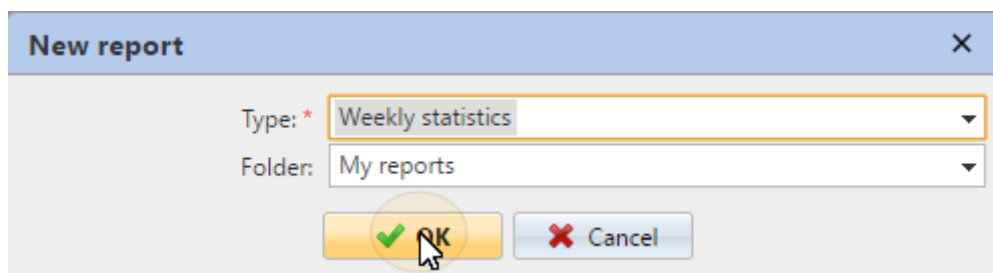 New report
Type: * Weekly statistics
Folder: My reports
OK Cancel